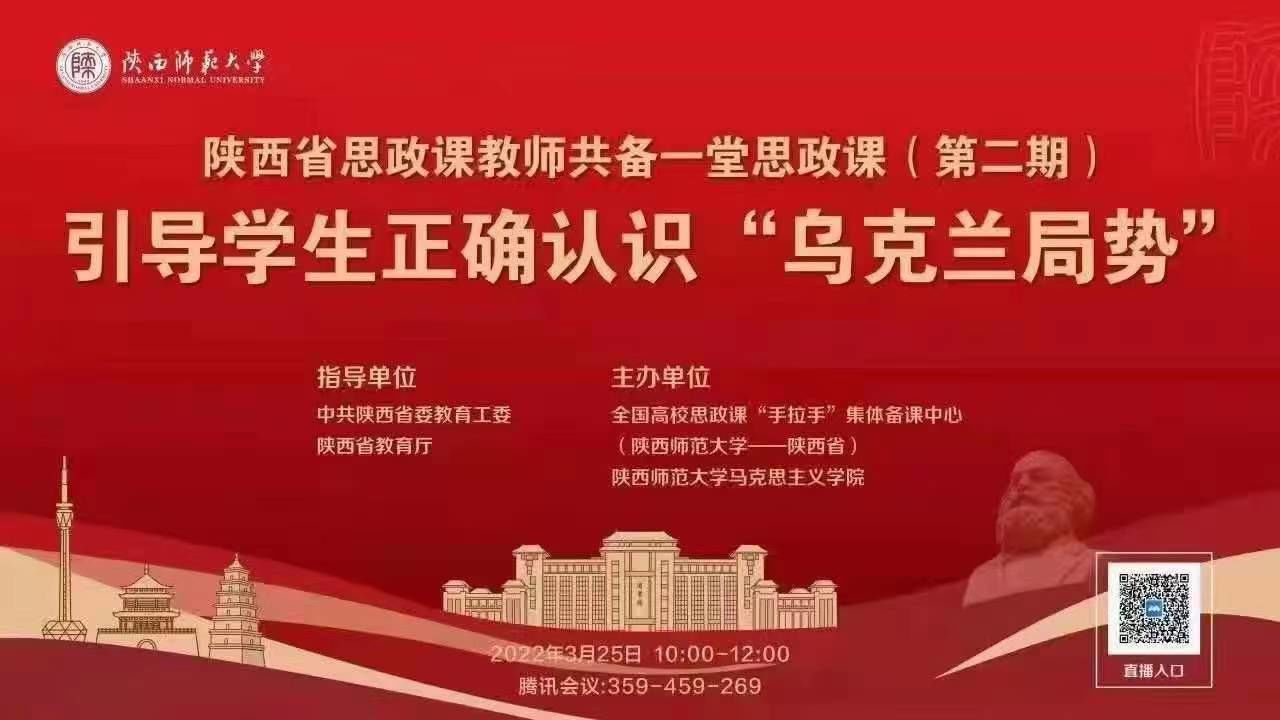 陕西师范大学
SHAANXI NORMAL UNIVERSITY
陕西省思政课教师共备一堂思政课（第二期）
引导学生正确认识“乌克兰局势”
指导单位
中共陕西省委教育工委
陕西省教育厅
主办单位
全国高校思政课“手拉手”集体备课中心
（陕西师范大学——陕西省）
陕西师范大学马克思主义学院
2022年3月25日 10:00-12:00
腾讯会议:359-459-269
直播入口